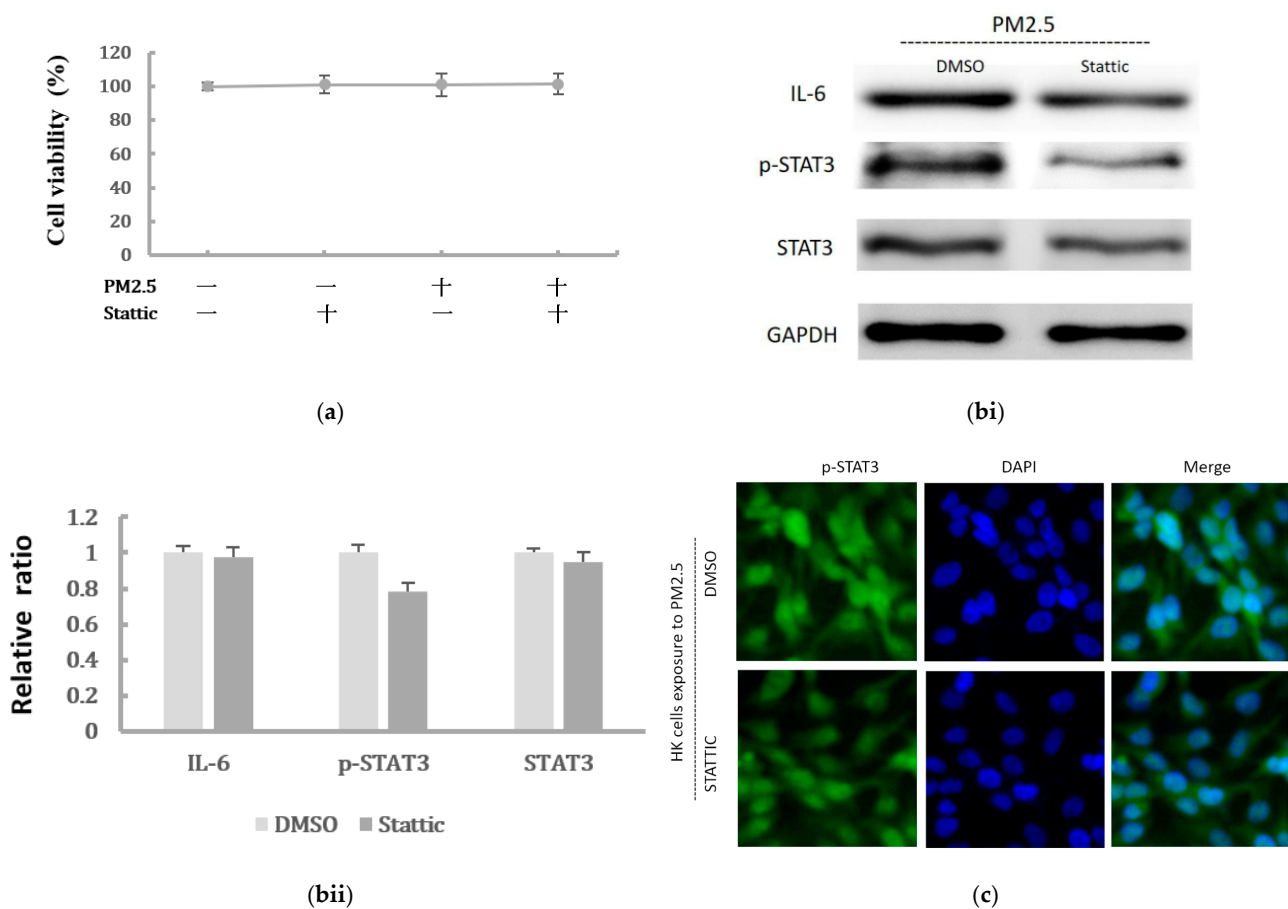 120
100
80
60
40
20
0
Cell viability (%)
PM2.5 — — + +
Stattic — + — +
(a)
PM2.5
DMSO Stattic
IL-6
p-STAT3
STAT3
GAPDH
(bi)
1.2
1
0.8
0.6
0.4
0.2
0
Relative ratio
IL-6 p-STAT3 STAT3
DMSO Stattic
(bii)
p-STAT3 DAPI Merge
HK cells exposure to PM2.5
DMSO
STATTIC
(c)